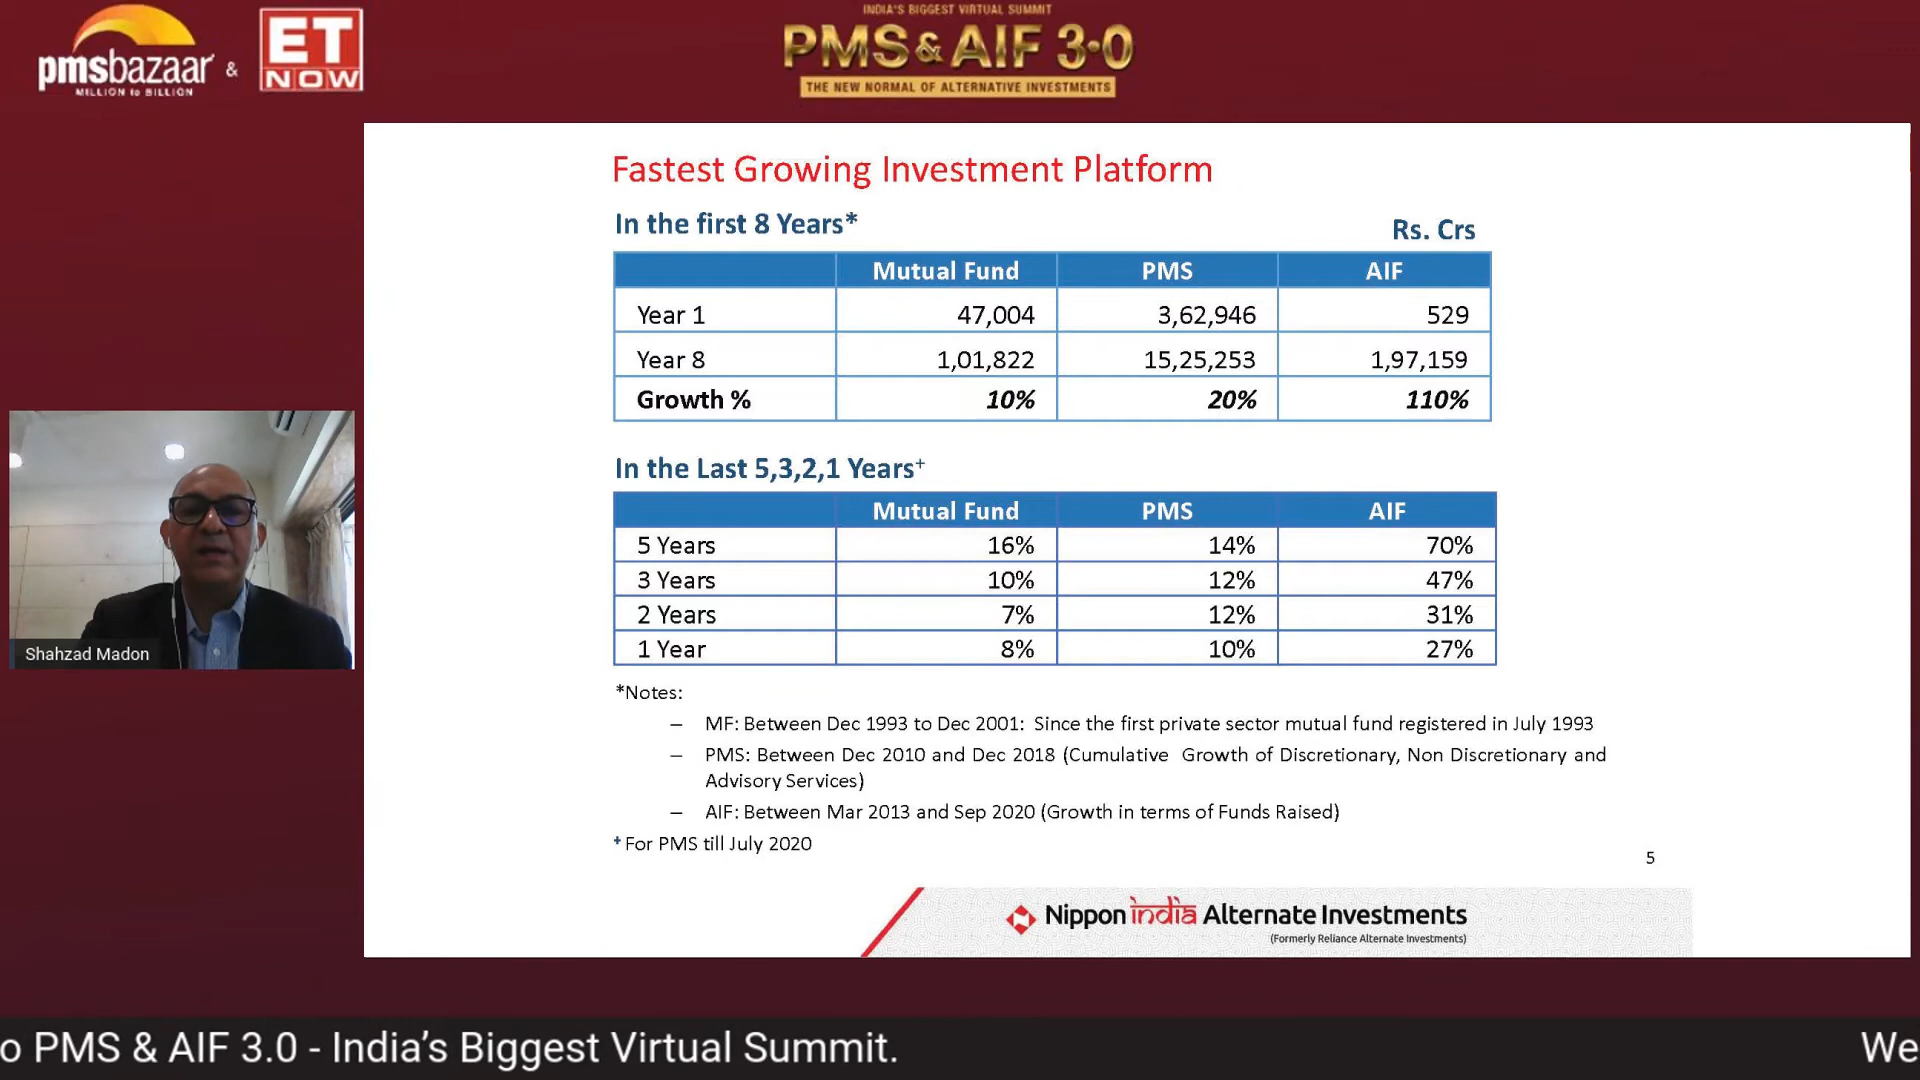 pmsbazaar
MILLION to BILLION
&
ET
NOW
INDIA'S BIGGEST VIRTUAL SUMMIT
PMS & AIF 3.0
THE NEW NORMAL OF ALTERNATIVE INVESTMENTS
Fastest Growing Investment Platform
In the first 8 Years*
Rs. Crs
Mutual Fund PMS AIF
Year 1 47,004 3,62,946 529
Year 8 1,01,822 15,25,253 1,97,159
Growth % 10% 20% 110%
In the Last 5,3,2,1 Years+
Mutual Fund PMS AIF
5 Years 16% 14% 70%
3 Years 10% 12% 47%
2 Years 7% 12% 31%
1 Year 8% 10% 27%
*Notes:
– MF: Between Dec 1993 to Dec 2001: Since the first private sector mutual fund registered in July 1993
– PMS: Between Dec 2010 and Dec 2018 (Cumulative Growth of Discretionary, Non Discretionary and
Advisory Services)
– AIF: Between Mar 2013 and Sep 2020 (Growth in terms of Funds Raised)
+ For PMS till July 2020
5
Nippon india Alternate Investments
(Formerly Reliance Alternate Investments)
Shahzad Madon
o PMS & AIF 3.0 - India’s Biggest Virtual Summit. We